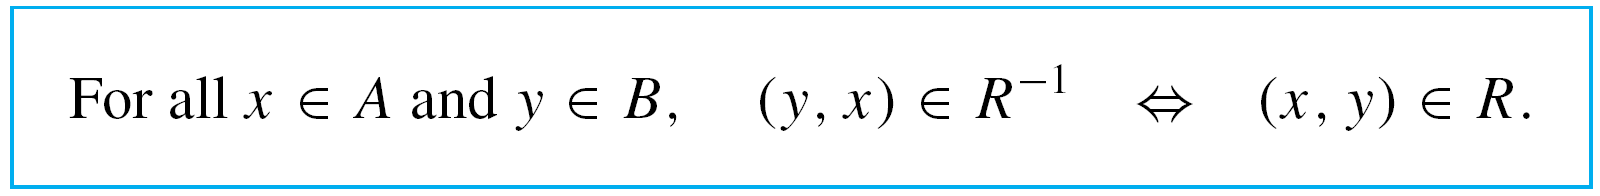 For all x ∈ A and y ∈ B, (y, x) ∈ R⁻¹ ⇔ (x, y) ∈ R.